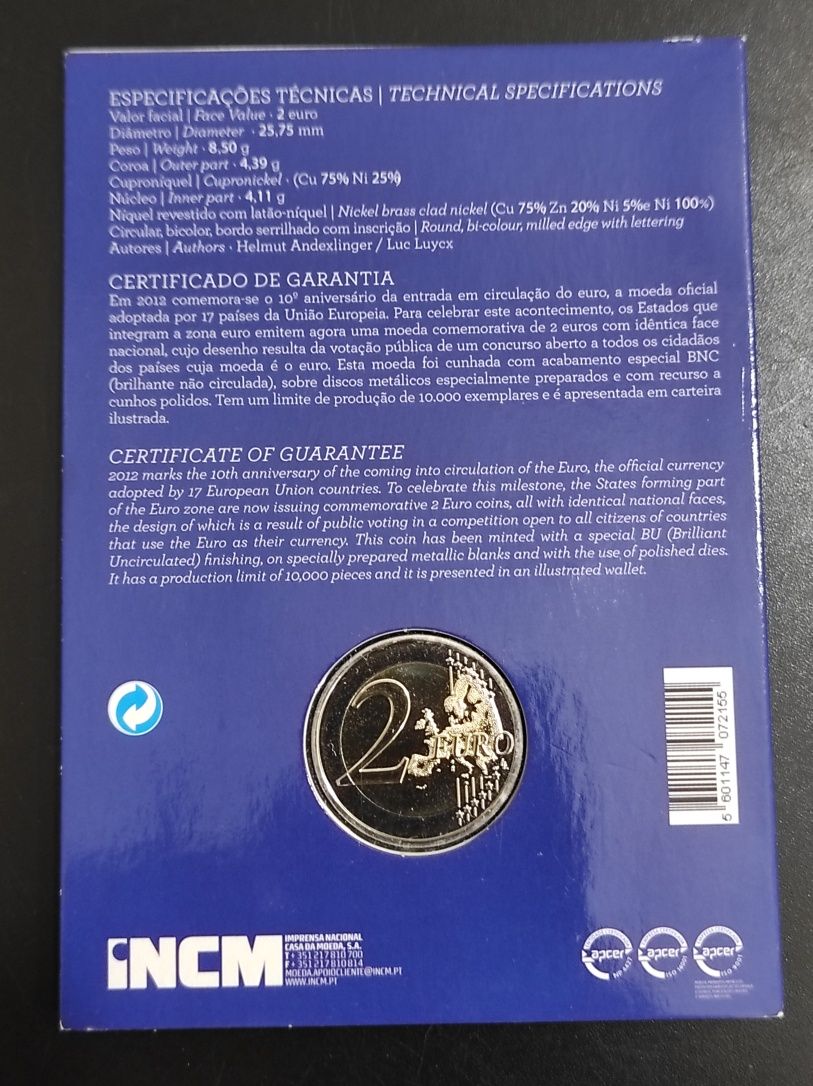 ESPECIFICAÇÕES TÉCNICAS | TECHNICAL SPECIFICATIONS
Valor facial | Face Value · 2 euro
Diâmetro | Diameter · 25,75 mm
Peso | Weight · 8,50 g
Coroa | Outer part · 4,39 g
Cuproníquel | Cupronickel · (Cu 75% Ni 25%)
Núcleo | Inner part · 4,11 g
Níquel revestido com latão-níquel | Nickel brass clad nickel (Cu 75% Zn 20% Ni 5%e Ni 100%)
Circular, bicolor, bordo serrilhado com inscrição | Round, bi-colour, milled edge with lettering
Autores | Authors · Helmut Andexlinger / Luc Luycx
CERTIFICADO DE GARANTIA
Em 2012 comemora-se o 10º aniversário da entrada em circulação do euro, a moeda oficial
adoptada por 17 países da União Europeia. Para celebrar este acontecimento, os Estados que
integram a zona euro emitem agora uma moeda comemorativa de 2 euros com idêntica face
nacional, cujo desenho resulta da votação pública de um concurso aberto a todos os cidadãos
dos países cuja moeda é o euro. Esta moeda foi cunhada com acabamento especial BNC
(brilhante não circulada), sobre discos metálicos especialmente preparados e com recurso a
cunhos polidos. Tem um limite de produção de 10.000 exemplares e é apresentada em carteira
ilustrada.
CERTIFICATE OF GUARANTEE
2012 marks the 10th anniversary of the coming into circulation of the Euro, the official currency
adopted by 17 European Union countries. To celebrate this milestone, the States forming part
of the Euro zone are now issuing commemorative 2 Euro coins, all with identical national faces,
the design of which is a result of public voting in a competition open to all citizens of countries
that use the Euro as their currency. This coin has been minted with a special BU (Brilliant
Uncirculated) finishing, on specially prepared metallic blanks and with the use of polished dies.
It has a production limit of 10,000 pieces and it is presented in an illustrated wallet.
2 EURO
5 601147 072155
INCM
IMPRENSA NACIONAL
CASA DA MOEDA, S.A.
T + 351 217 810 700
F + 351 217 810 814
MOEDA.APOIOCLIENTE@INCM.PT
WWW.INCM.PT
apcer apcer apcer